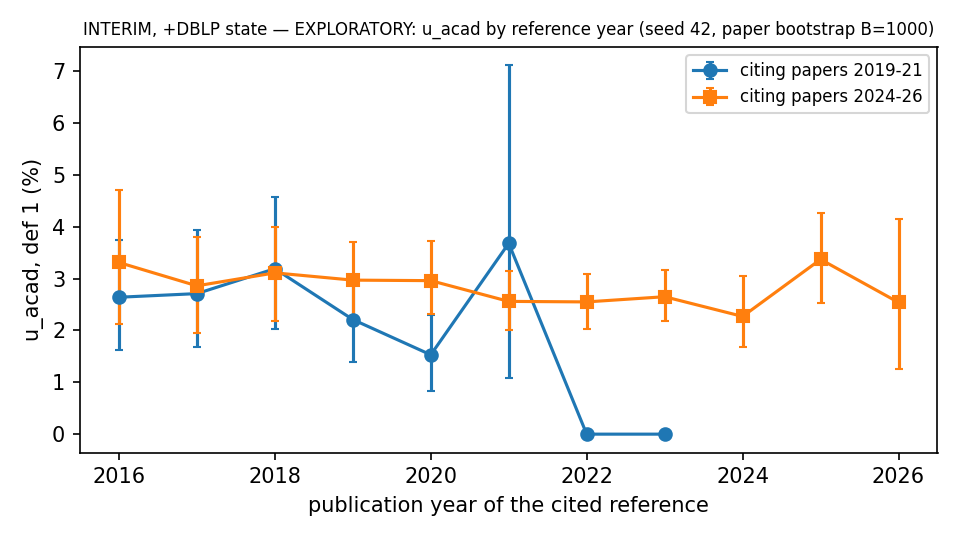 INTERIM, +DBLP state — EXPLORATORY: u_acad by reference year (seed 42, paper bootstrap B=1000)
citing papers 2019-21
citing papers 2024-26
u_acad, def 1 (%)
7
6
5
4
3
2
1
0
2016 2018 2020 2022 2024 2026
publication year of the cited reference